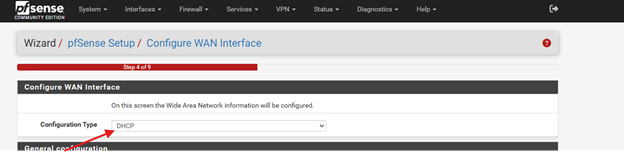 pfSense System Interfaces Firewall Services VPN Status Diagnostics Help
COMMUNITY EDITION
Wizard / pfSense Setup / Configure WAN Interface ?
Step 4 of 9
Configure WAN Interface
On this screen the Wide Area Network information will be configured.
Configuration Type DHCP
General configuration